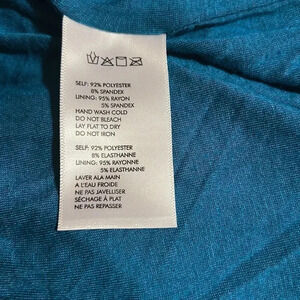 SELF: 92% POLYESTER
8% SPANDEX
LINING: 95% RAYON
5% SPANDEX
HAND WASH COLD
DO NOT BLEACH
LAY FLAT TO DRY
DO NOT IRON
SELF: 92% POLYESTER
8% ELASTHANNE
LINING: 95% RAYONNE
5% ELASTHANNE
LAVER ALA MAIN
A L'EAU FROIDE
NE PAS JAVELLISER
SÉCHAGE À PLAT
NE PAS REPASSER